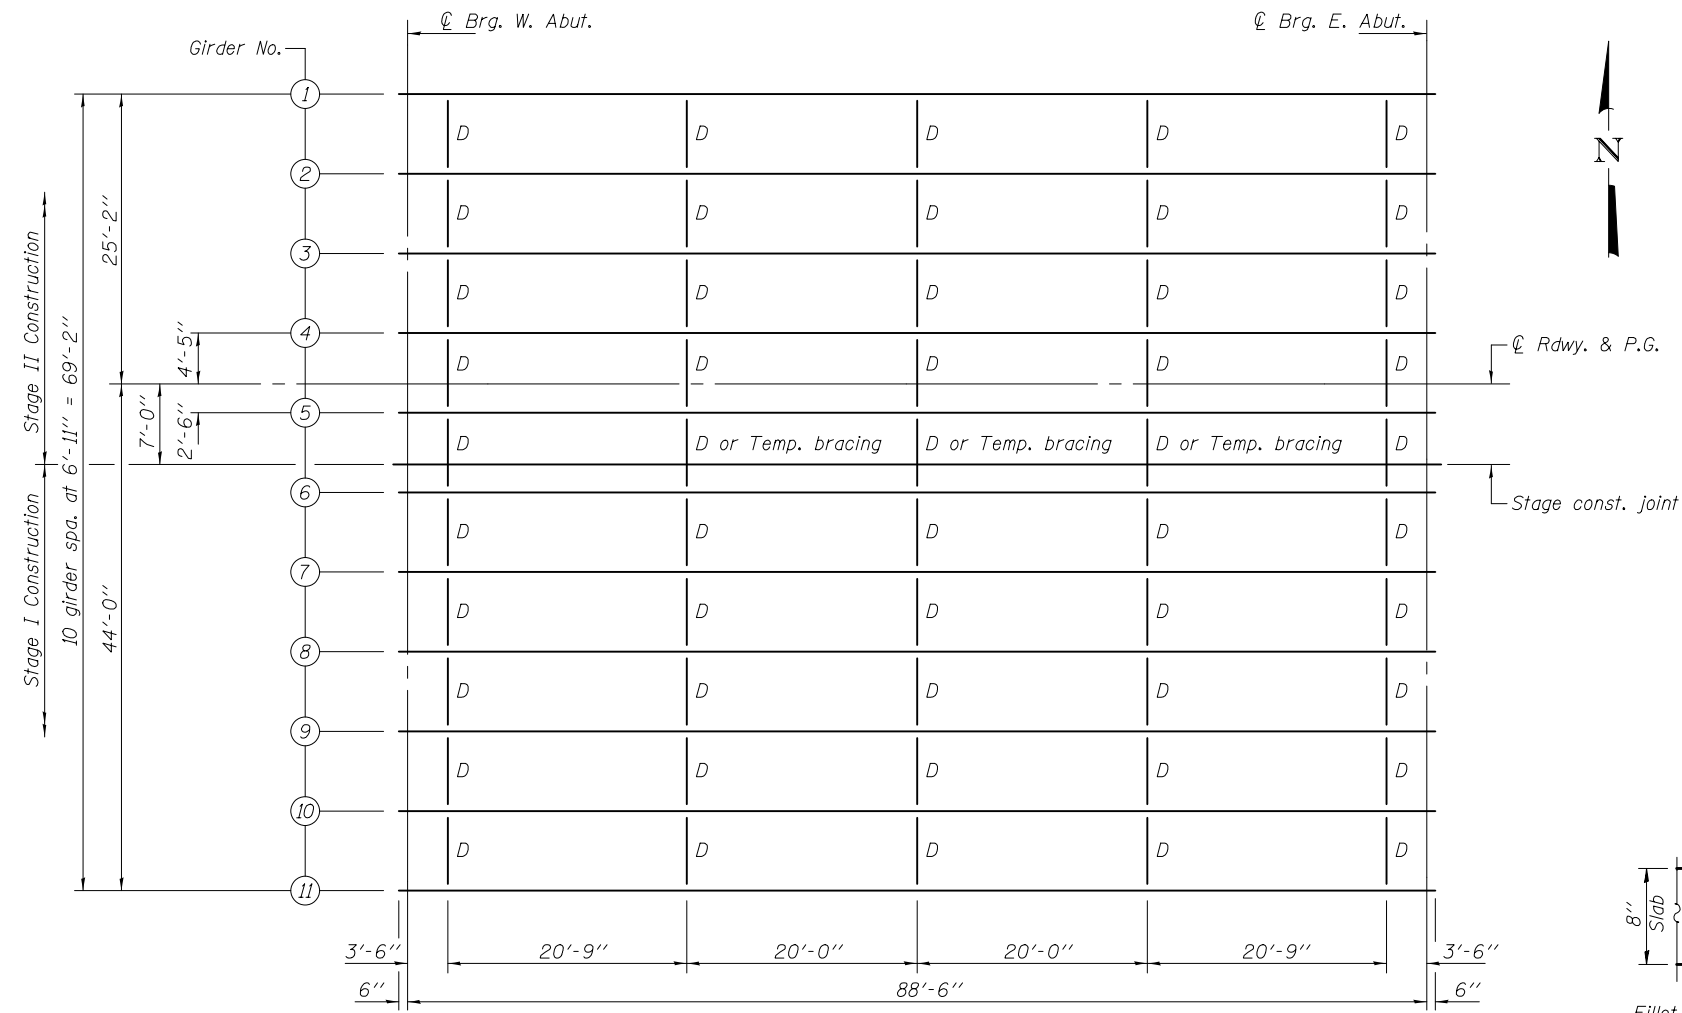 ℄ Brg. W. Abut.
℄ Brg. E. Abut.
Girder No.
1
D D D D D
2
D D D D D
3
D D D D D
4
D D D D D
5
D D or Temp. bracing D or Temp. bracing D or Temp. bracing D
6
D D D D D
7
D D D D D
8
D D D D D
9
D D D D D
10
D D D D D
11
N
℄ Rdwy. & P.G.
Stage const. joint
Stage II Construction
Stage I Construction
10 girder spa. at 6'-11" = 69'-2"
25'-2"
44'-0"
7'-0"
4'-5"
2'-6"
3'-6" 20'-9" 20'-0" 20'-0" 20'-9" 3'-6"
6" 88'-6" 6"
8"
Slab
Fillet